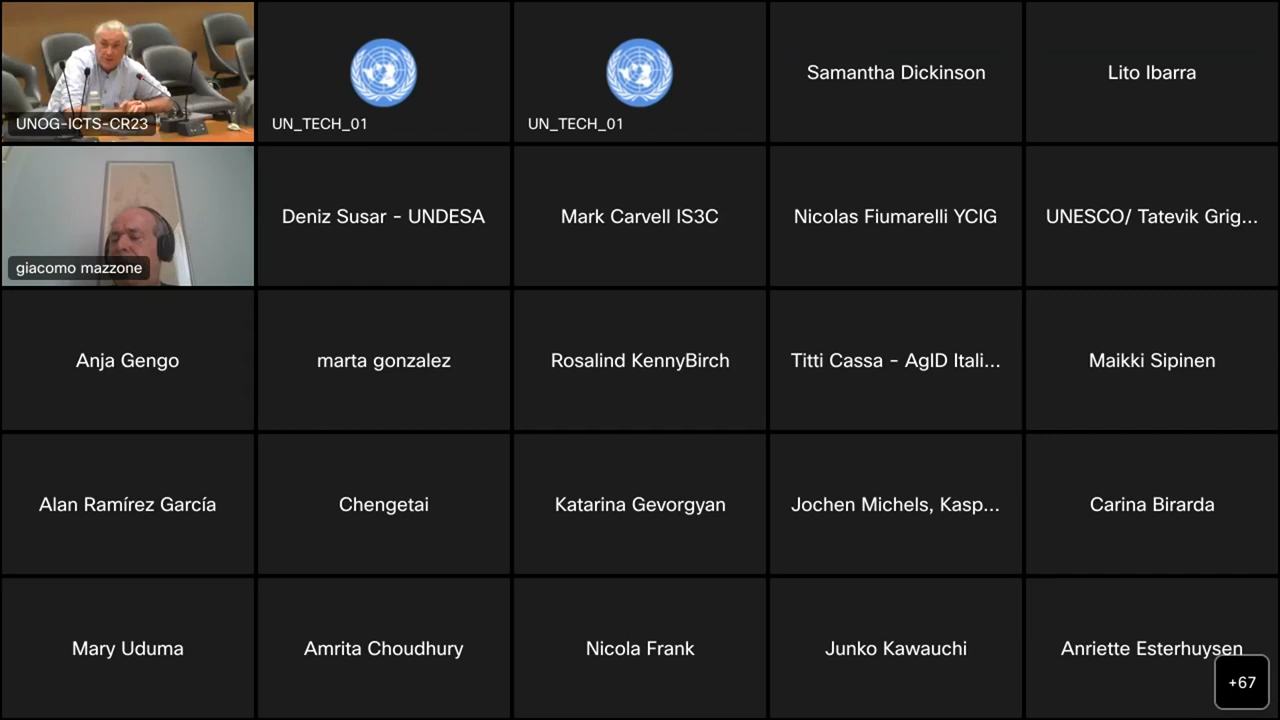 UNOG-ICTS-CR23
UN_TECH_01
UN_TECH_01
Samantha Dickinson
Lito Ibarra
giacomo mazzone
Deniz Susar - UNDESA
Mark Carvell IS3C
Nicolas Fiumarelli YCIG
UNESCO/ Tatevik Grig...
Anja Gengo
marta gonzalez
Rosalind KennyBirch
Titti Cassa - AgID Itali...
Maikki Sipinen
Alan Ramírez García
Chengetai
Katarina Gevorgyan
Jochen Michels, Kasp...
Carina Birarda
Mary Uduma
Amrita Choudhury
Nicola Frank
Junko Kawauchi
Anriette Esterhuysen
+67